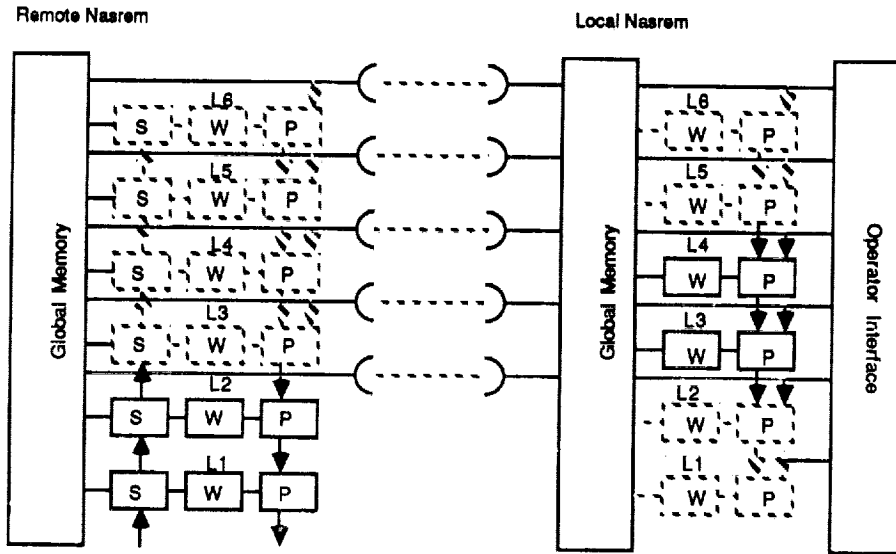 Remote Nasrem
Local Nasrem
Global Memory
L6
S W P
L5
S W P
L4
S W P
L3
S W P
L2
S W P
L1
S W P
Global Memory
L6
W P
L5
W P
L4
W P
L3
W P
L2
W P
L1
W P
Operator Interface